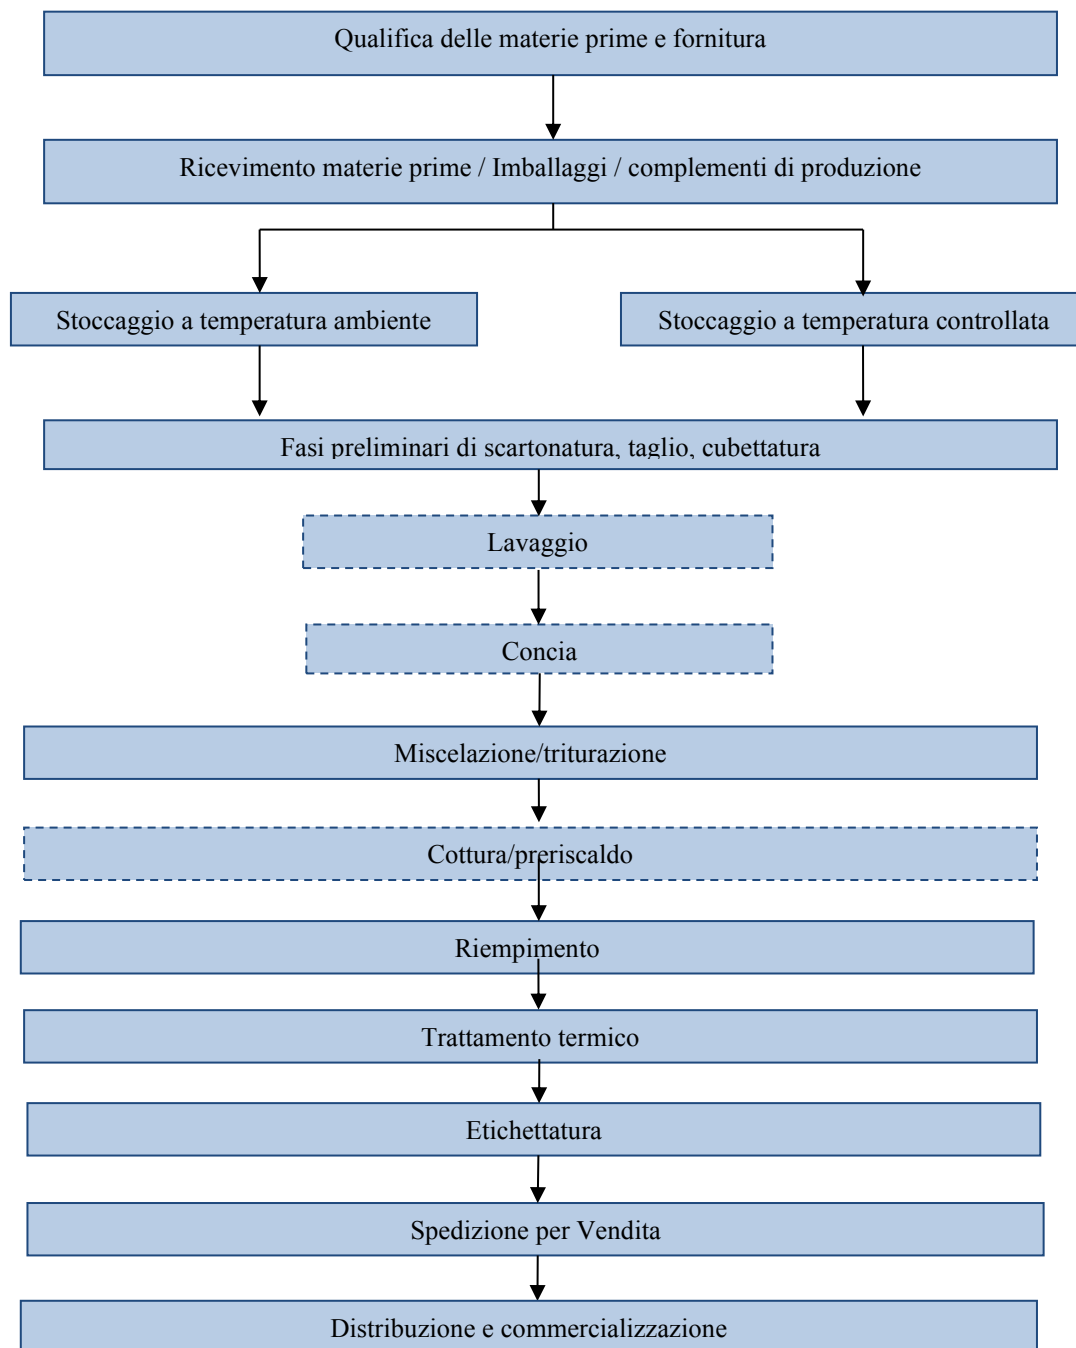 Qualifica delle materie prime e fornitura
Ricevimento materie prime / Imballaggi / complementi di produzione
Stoccaggio a temperatura ambiente
Stoccaggio a temperatura controllata
Fasi preliminari di scartonatura, taglio, cubettatura
Lavaggio
Concia
Miscelazione/triturazione
Cottura/preriscaldo
Riempimento
Trattamento termico
Etichettatura
Spedizione per Vendita
Distribuzione e commercializzazione